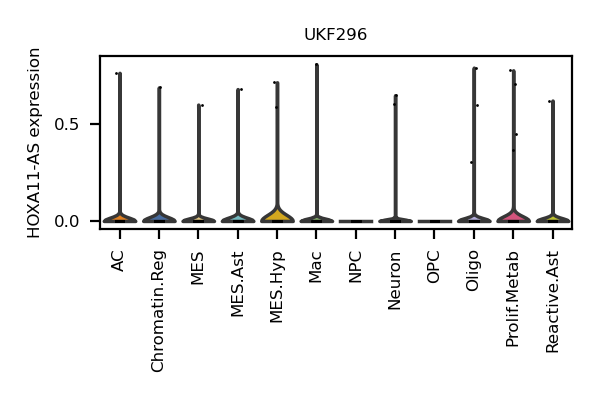 UKF296
HOXA11-AS expression
0.5
0.0
AC
Chromatin.Reg
MES
MES.Ast
MES.Hyp
Mac
NPC
Neuron
OPC
Oligo
Prolif.Metab
Reactive.Ast